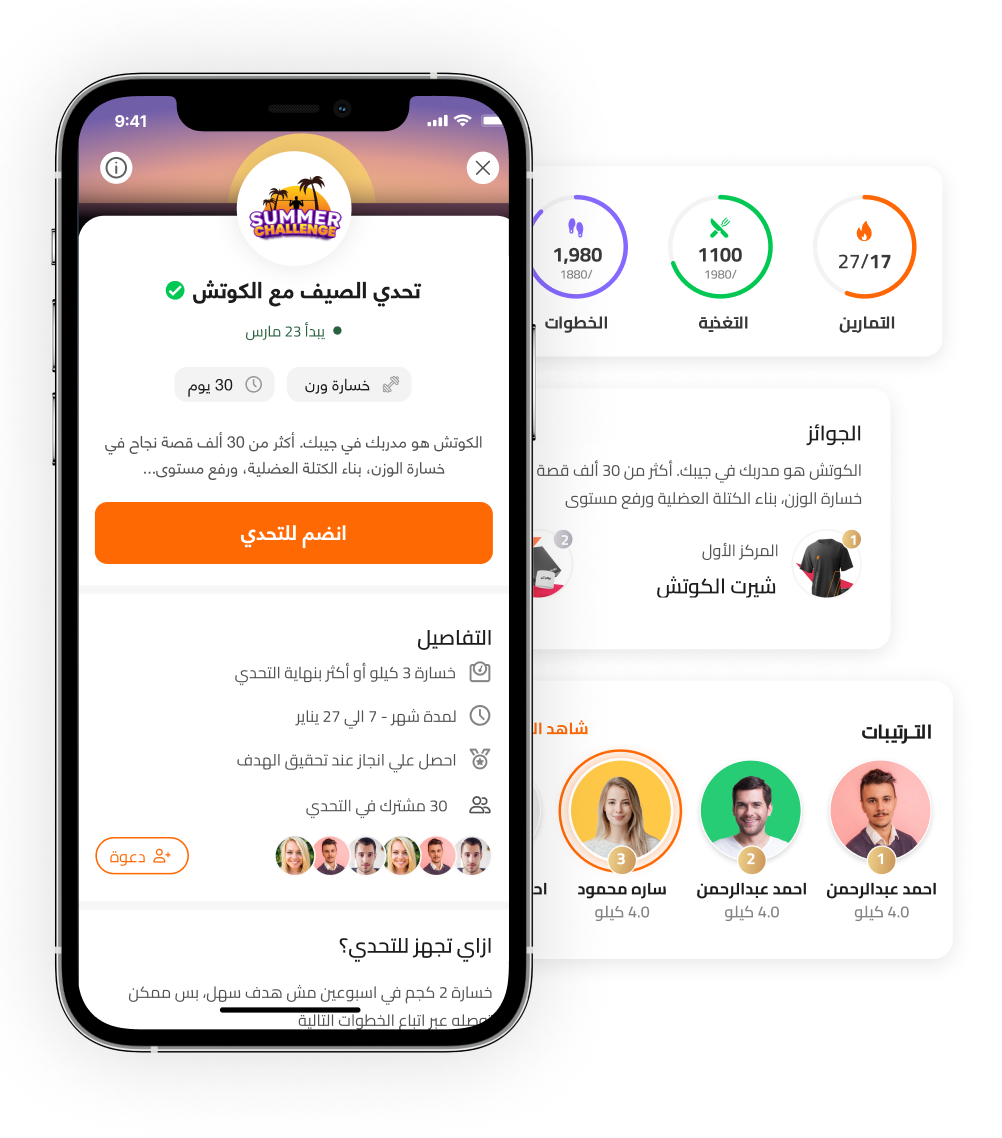 9:41
SUMMER
CHALLENGE
تحدي الصيف مع الكوتش
يبدأ 23 مارس
خسارة ورن
30 يوم
الكوتش هو مدربك في جيبك. أكثر من 30 ألف قصة نجاح في
خسارة الوزن، بناء الكتلة العضلية، ورفع مستوى...
انضم للتحدي
التفاصيل
خسارة 3 كيلو أو أكثر بنهاية التحدي
لمدة شهر - 7 الي 27 يناير
احصل علي انجاز عند تحقيق الهدف
30 مشترك في التحدي
دعوة
ازاي تجهز للتحدي؟
خسارة 2 كجم في اسبوعين مش هدف سهل، بس ممكن
توصله عبر اتباع الخطوات التالية
27/17
التمارين
1100
1980/
التغذية
1,980
1880/
الخطوات
الجوائز
الكوتش هو مدربك في جيبك. أكثر من 30 ألف قصة
خسارة الوزن، بناء الكتلة العضلية ورفع مستوى
1
المركز الأول
شيرت الكوتش
2
الترتيبات
شاهد
1
احمد عبدالرحمن
4.0 كيلو
2
احمد عبدالرحمن
4.0 كيلو
3
ساره محمود
4.0 كيلو